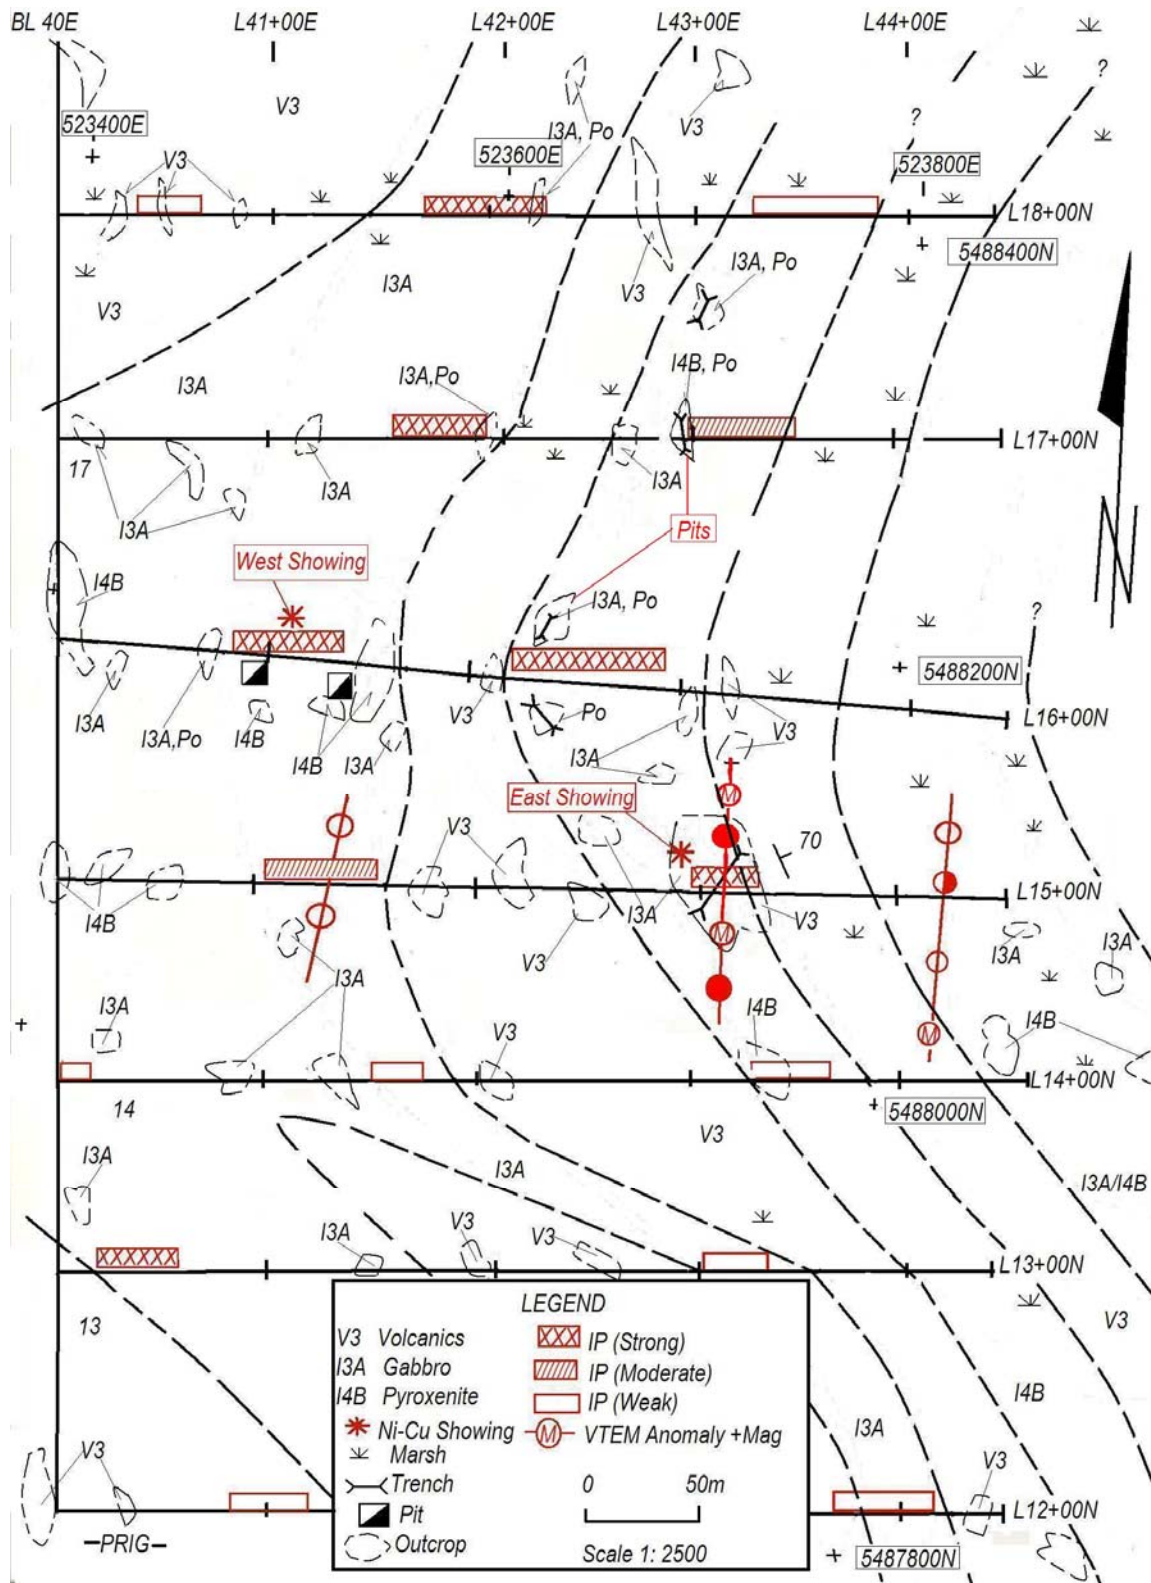 BL 40E L41+00E L42+00E L43+00E L44+00E
?
V3
?
523400E
I3A, Po
V3
523600E
523800E
V3
L18+00N
5488400N
I3A
I3A, Po
V3
V3
I4B, Po
I3A
I3A,Po
L17+00N
17
I3A
I3A
I3A
Pits
West Showing
I4B
I3A, Po
?
5488200N
I3A
V3
Po
L16+00N
I3A,Po
I4B
I4B
I3A
I3A
V3
East Showing
M
V3
70
L15+00N
I4B
I3A
V3
M
V3
I3A
I3A
I3A
I3A
I4B
I4B
M
V3
L14+00N
14
5488000N
V3
I3A
I3A
I3A/I4B
I3A
V3
V3
L13+00N
13
V3
LEGEND
V3 Volcanics
I3A Gabbro
I4B Pyroxenite
Ni-Cu Showing
Marsh
Trench
Pit
Outcrop
IP (Strong)
IP (Moderate)
IP (Weak)
M VTEM Anomaly +Mag
0 50m
Scale 1: 2500
I4B
I3A
V3
V3
L12+00N
PRIG
5487800N